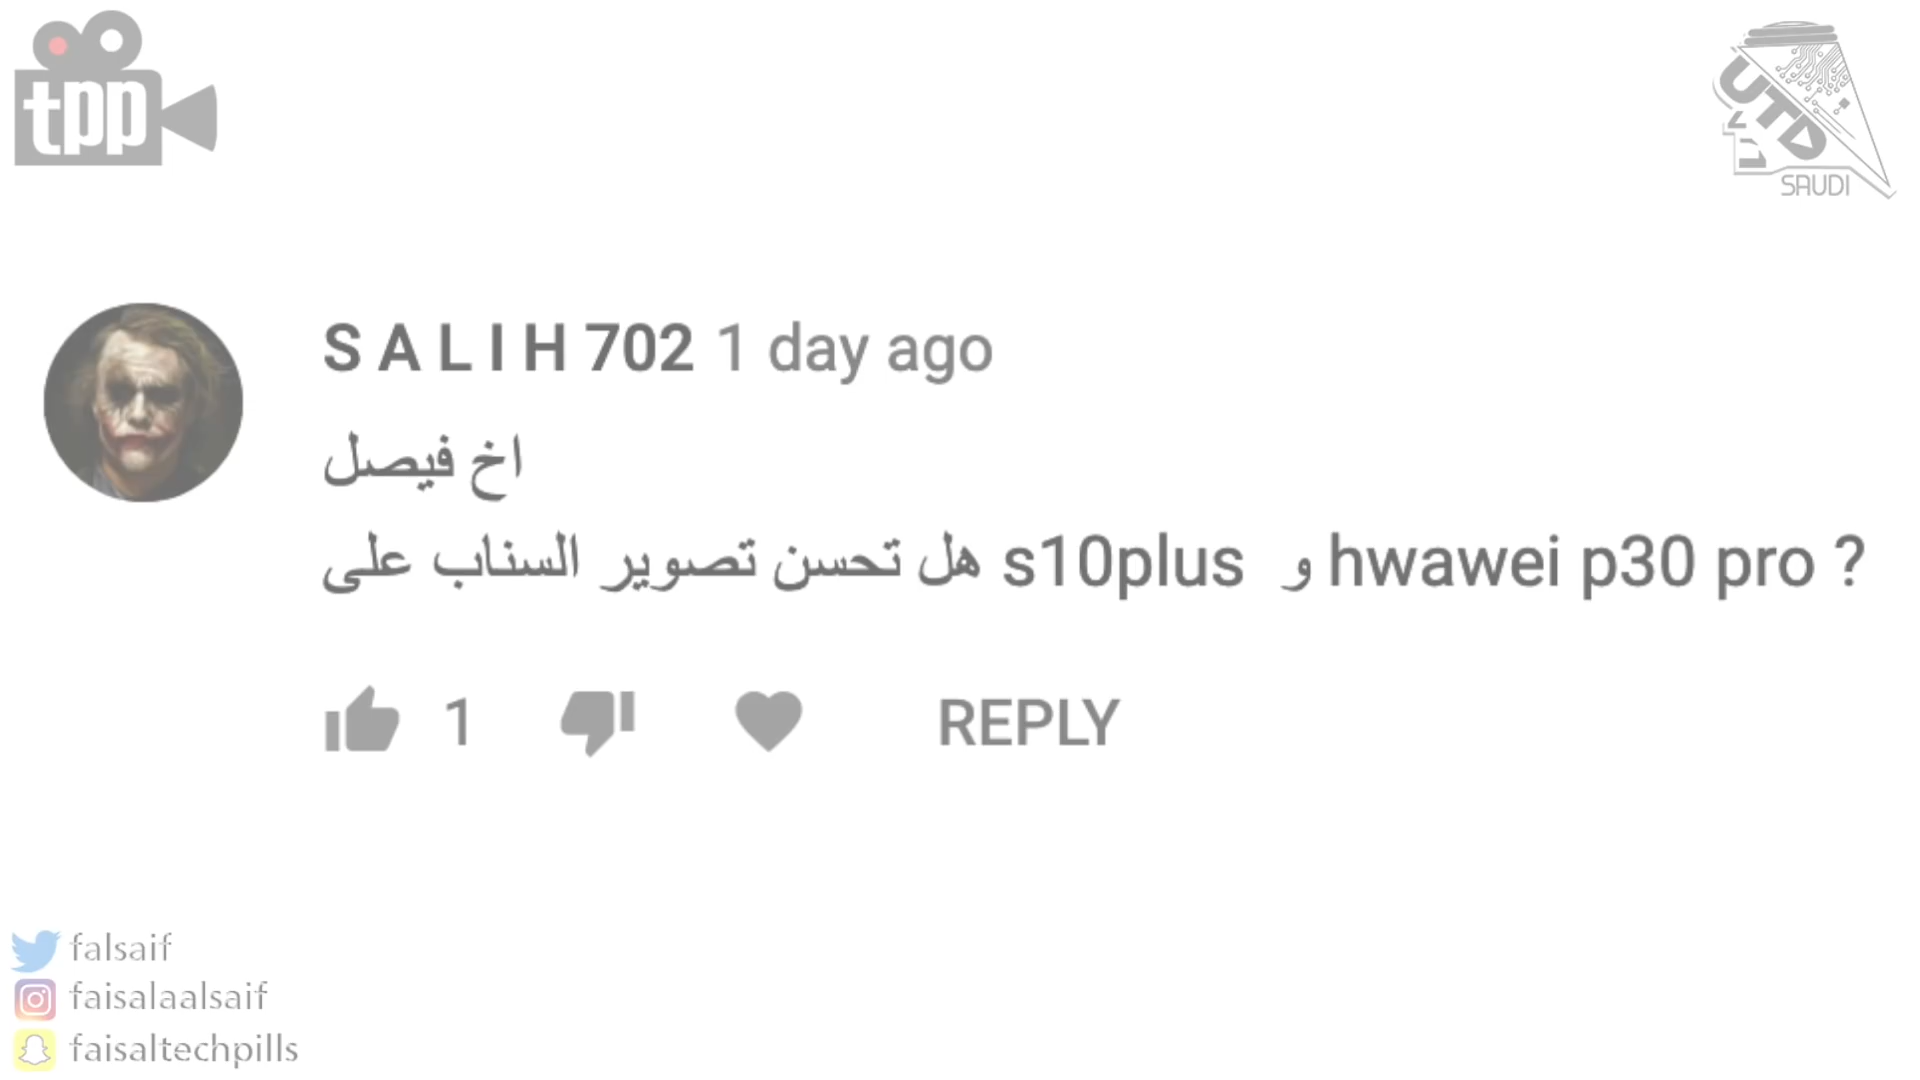 tpp
UTD
SAUDI
S A L I H 702 1 day ago
اخ فيصل
هل تحسن تصوير السناب على s10plus و hwawei p30 pro ?
1
REPLY
falsaif
faisalaalsaif
faisaltechpills